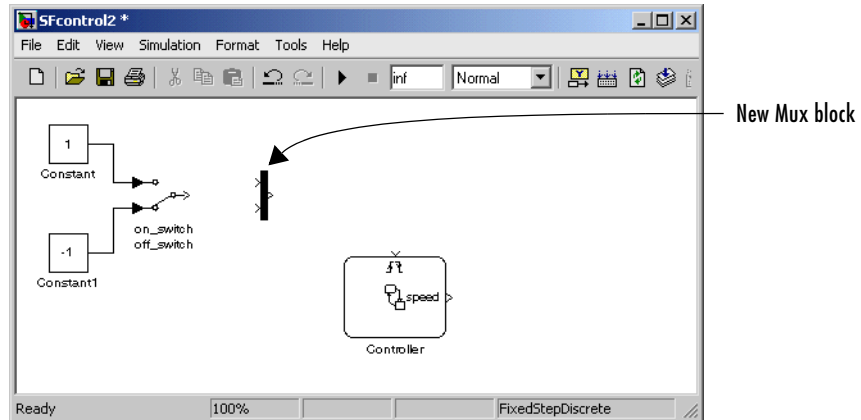 SFcontrol2 *
File Edit View Simulation Format Tools Help
inf Normal
New Mux block
1
Constant
on_switch
off_switch
-1
Constant1
speed
Controller
Ready 100% FixedStepDiscrete